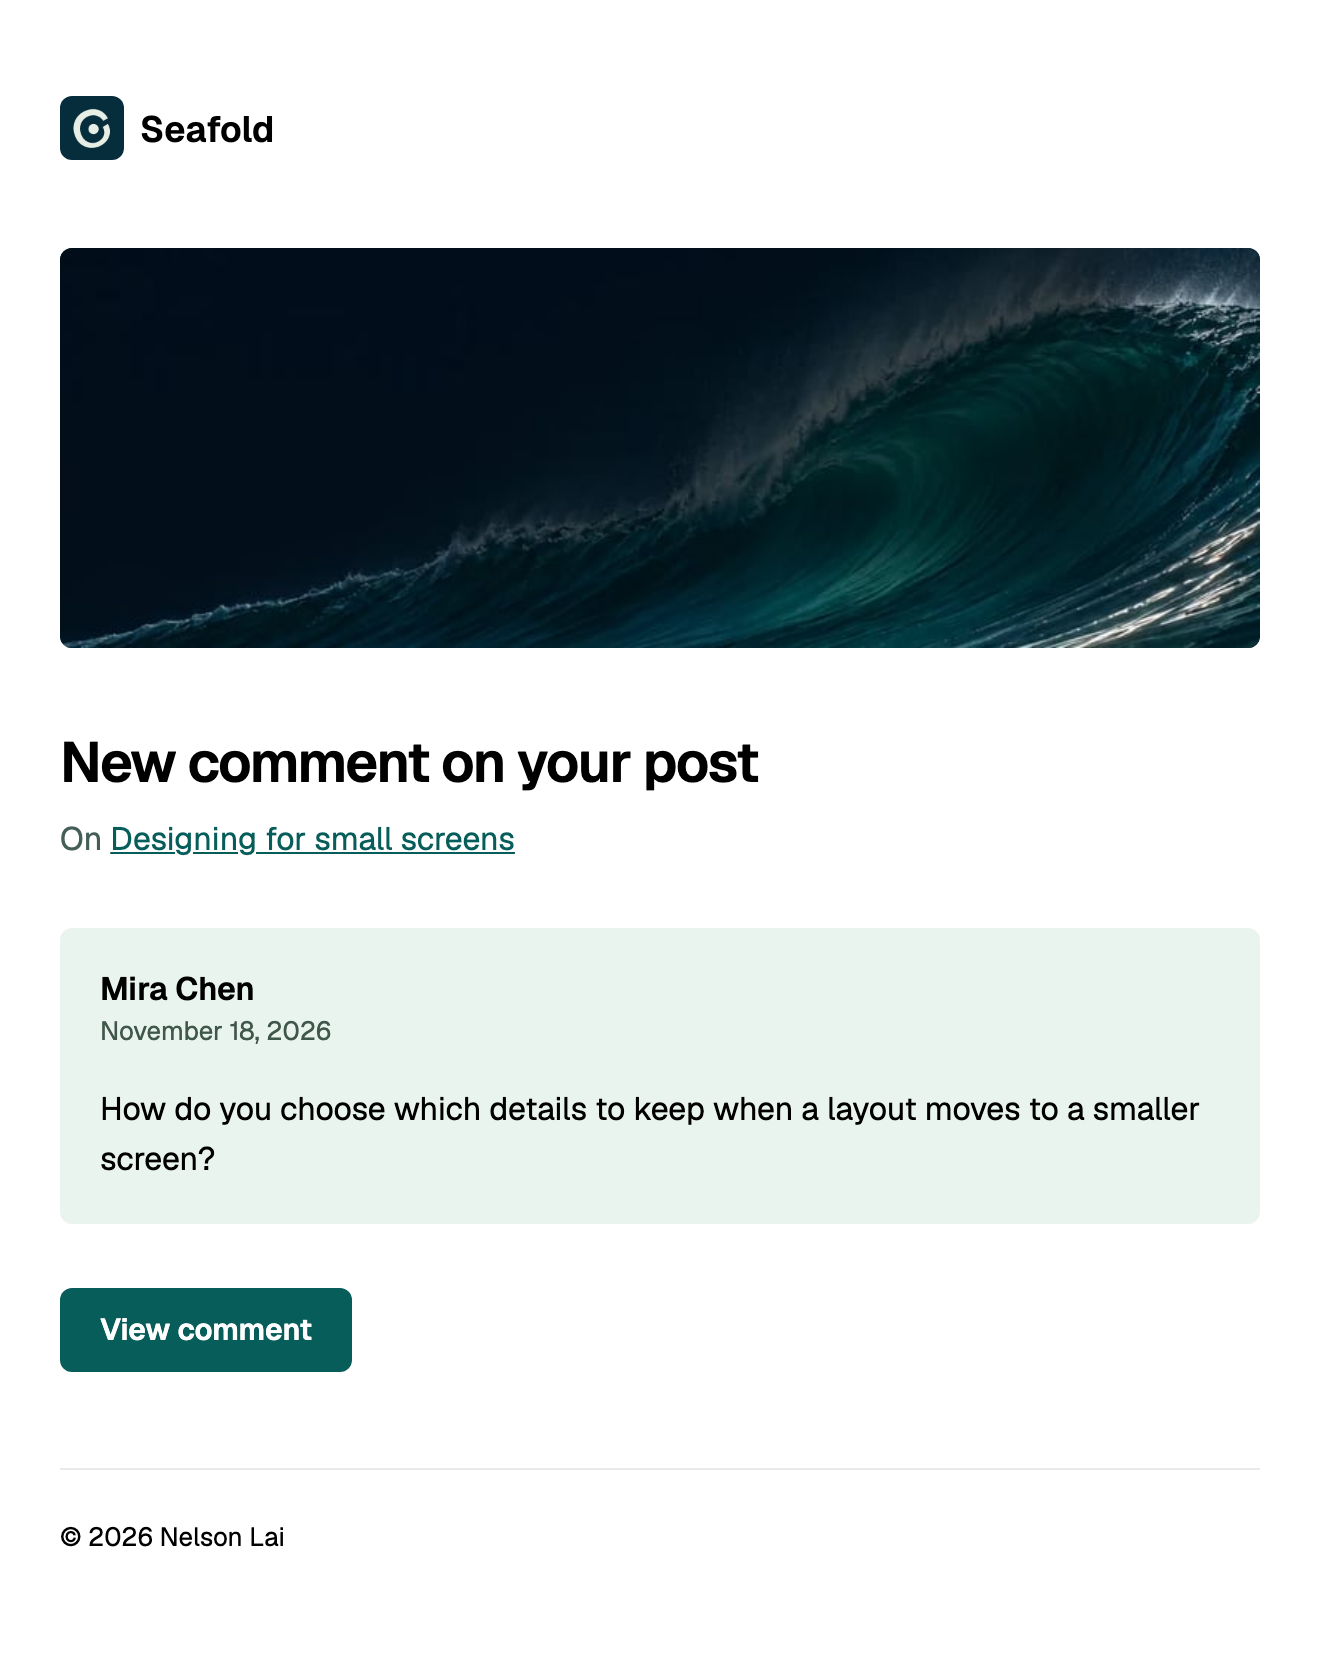 Seafold
New comment on your post
On Designing for small screens
Mira Chen
November 18, 2026
How do you choose which details to keep when a layout moves to a smaller
screen?
View comment
© 2026 Nelson Lai